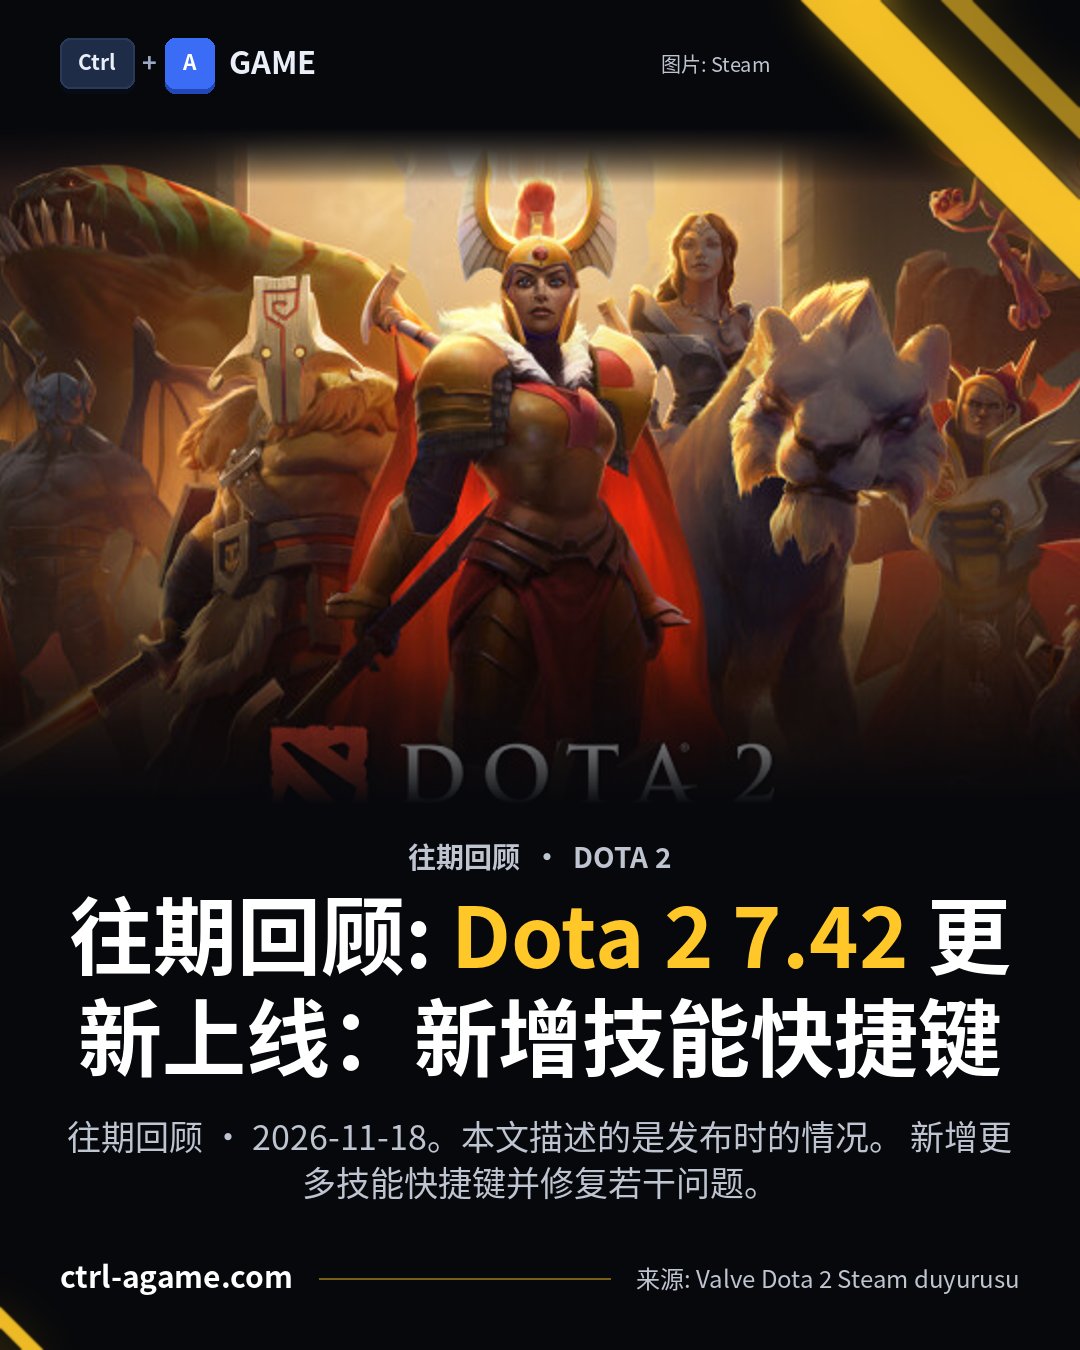 Ctrl + A GAME
图片: Steam
DOTA 2
往期回顾 • DOTA 2
往期回顾: Dota 2 7.42 更
新上线：新增技能快捷键
往期回顾 • 2026-11-18。本文描述的是发布时的情况。 新增更
多技能快捷键并修复若干问题。
ctrl-agame.com
来源: Valve Dota 2 Steam duyurusu